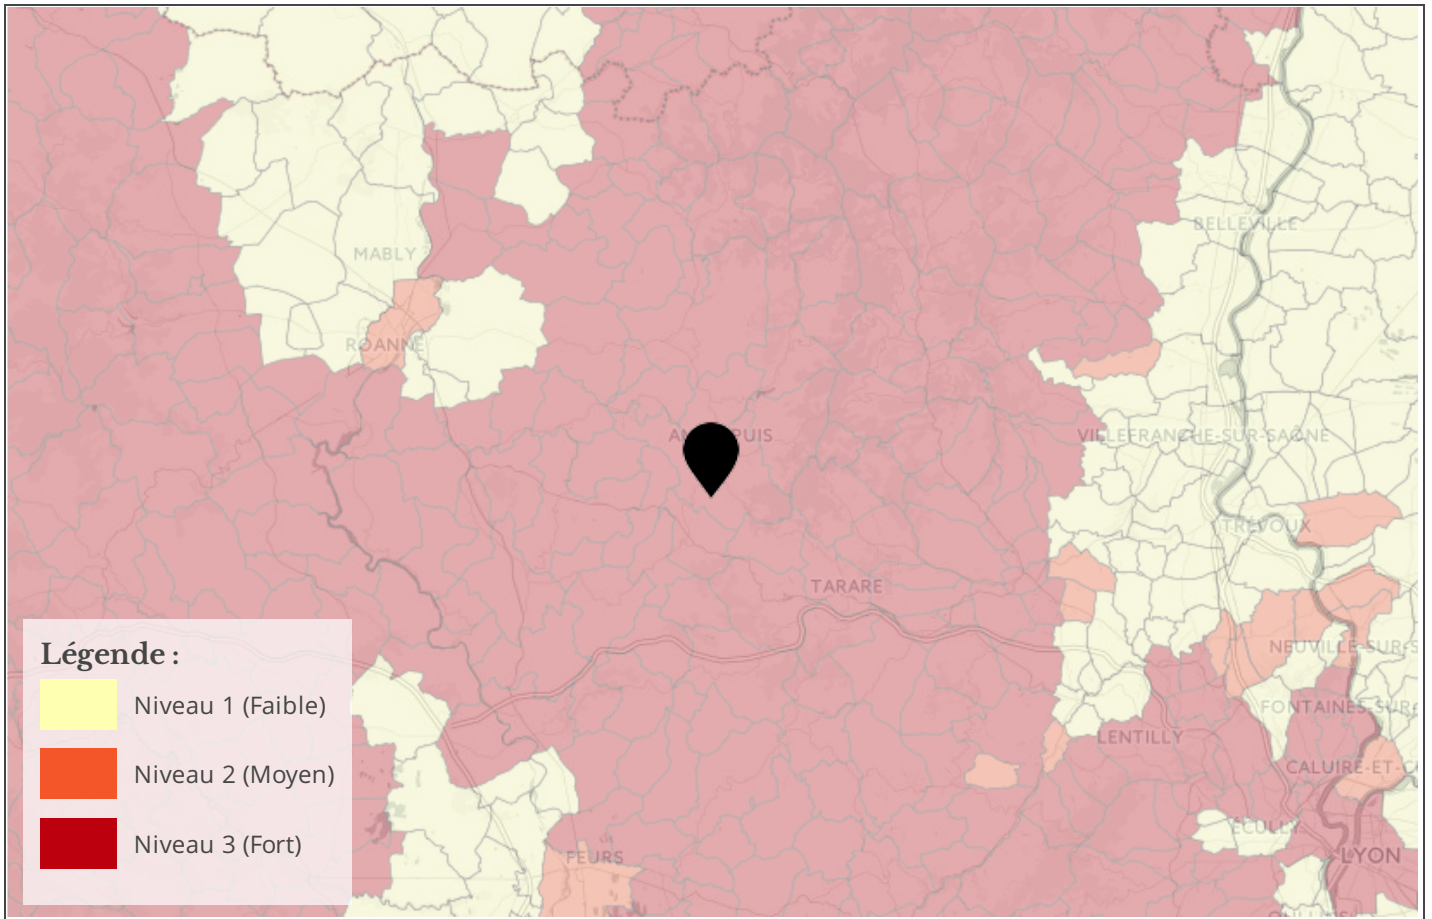 BELLEVILLE
MABLY
ROANNE
VILLEFRANCHE-SUR-SAÔNE
TRÉVOUX
TARARE
NEUVILLE-SUR-S
FONTAINES-SUR-
LENTILLY
CALUIRE-ET-C
ÉCULLY
LYON
FEURS
Légende :
Niveau 1 (Faible)
Niveau 2 (Moyen)
Niveau 3 (Fort)